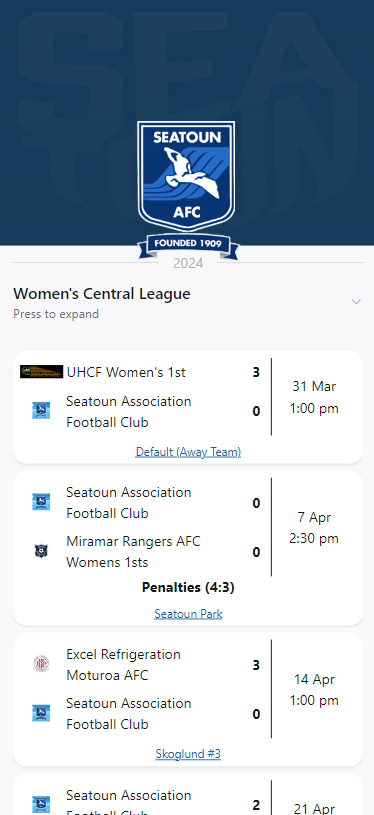 SEA
TOUN
SEATOUN
AFC
FOUNDED 1909
2024
Women's Central League
Press to expand
UHCF Women's 1st
3
Seatoun Association
Football Club
0
31 Mar
1:00 pm
Default (Away Team)
Seatoun Association
Football Club
0
Miramar Rangers AFC
Womens 1sts
0
7 Apr
2:30 pm
Penalties (4:3)
Seatoun Park
Excel Refrigeration
Moturoa AFC
3
Seatoun Association
Football Club
0
14 Apr
1:00 pm
Skoglund #3
Seatoun Association
Football Club
2
21 Apr